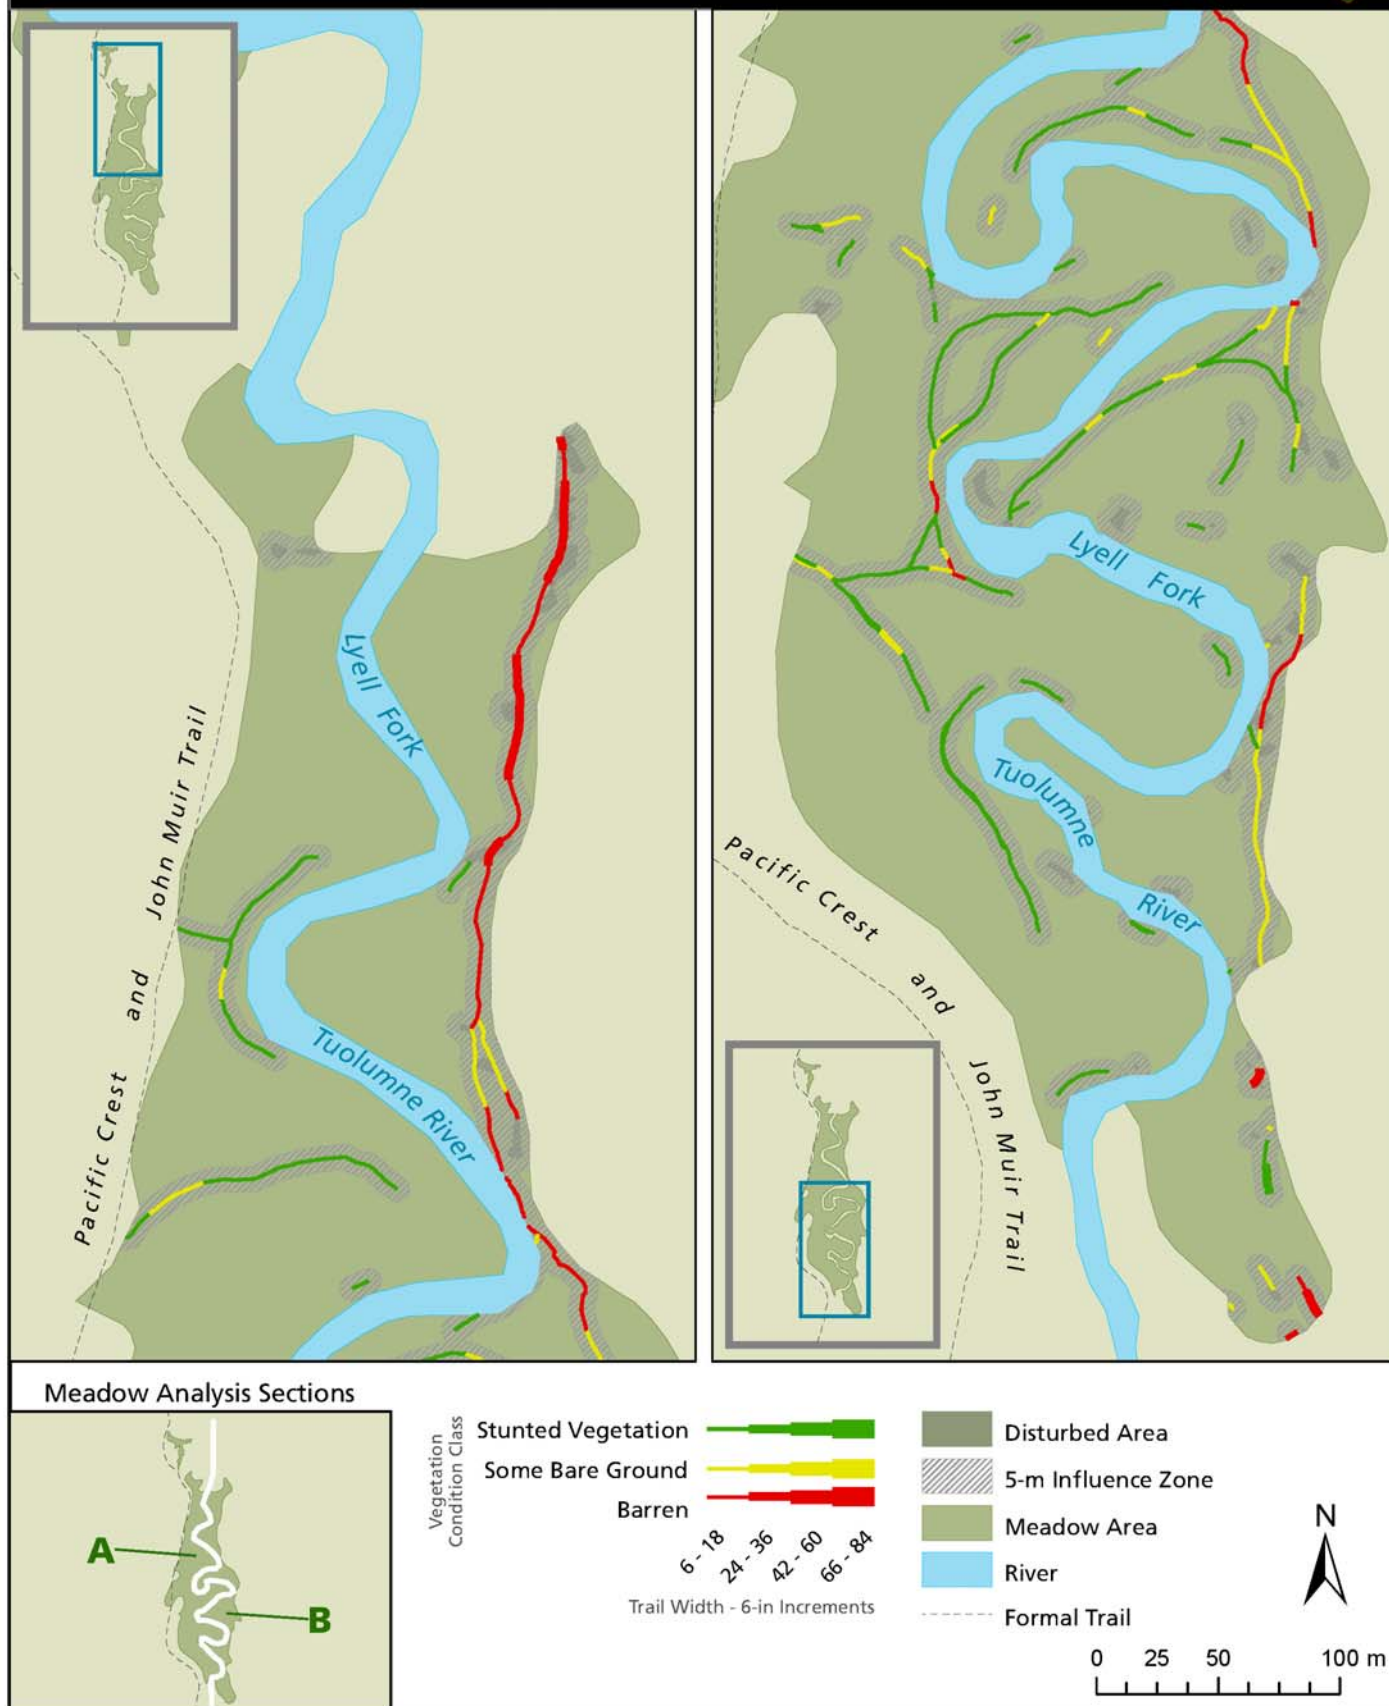 Lyell Fork
Tuolumne River
Pacific Crest and John Muir Trail
Lyell Fork
Tuolumne
River
Pacific Crest and John Muir Trail
Meadow Analysis Sections
A
B
Vegetation
Condition Class
Stunted Vegetation
Some Bare Ground
Barren
6 - 18
24 - 36
42 - 60
66 - 84
Trail Width - 6-in Increments
Disturbed Area
5-m Influence Zone
Meadow Area
River
Formal Trail
N
0 25 50 100 m